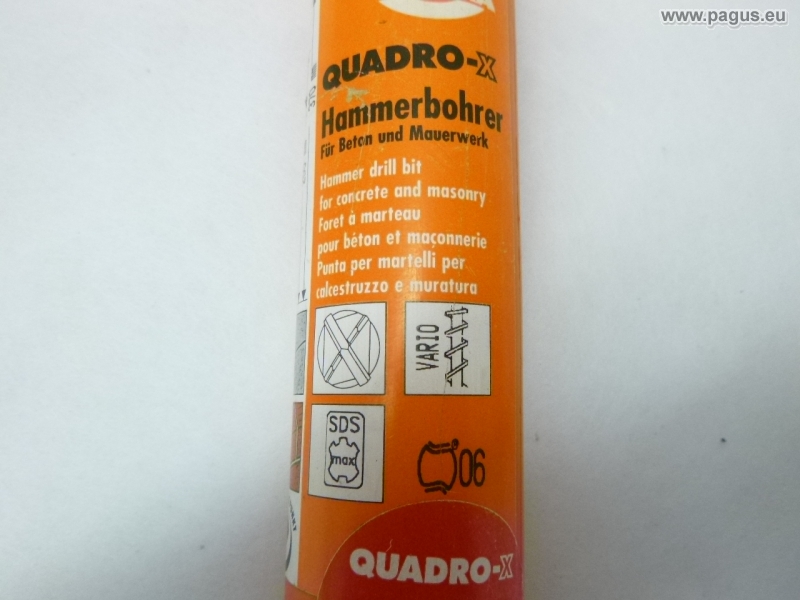 www.pagus.eu
QUADRO-X
Hammerbohrer
Für Beton und Mauerwerk
Hammer drill bit
for concrete and masonry
Foret à marteau
pour béton et maçonnerie
Punta per martelli per
calcestruzzo e muratura
VARIO
SDS
max
06
QUADRO-X